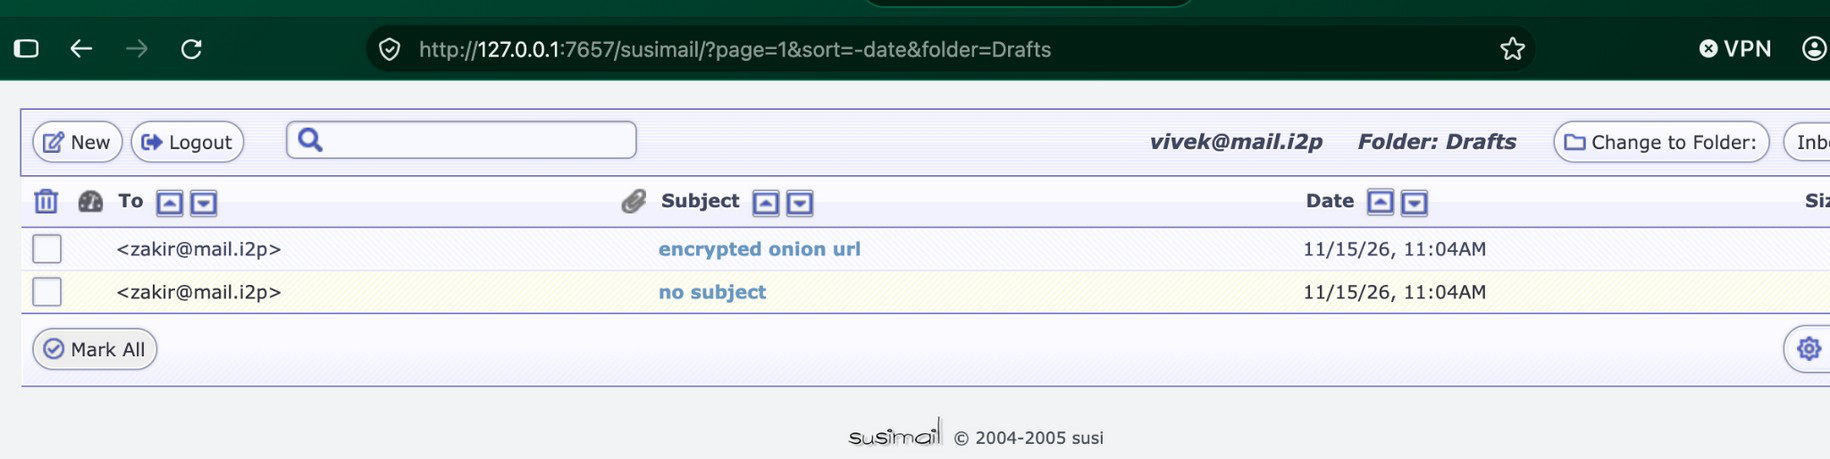 http://127.0.0.1:7657/susimail/?page=1&sort=-date&folder=Drafts VPN
New Logout vivek@mail.i2p Folder: Drafts Change to Folder:
To Subject Date
<zakir@mail.i2p> encrypted onion url 11/15/26, 11:04AM
<zakir@mail.i2p> no subject 11/15/26, 11:04AM
Mark All
susimail © 2004-2005 susi